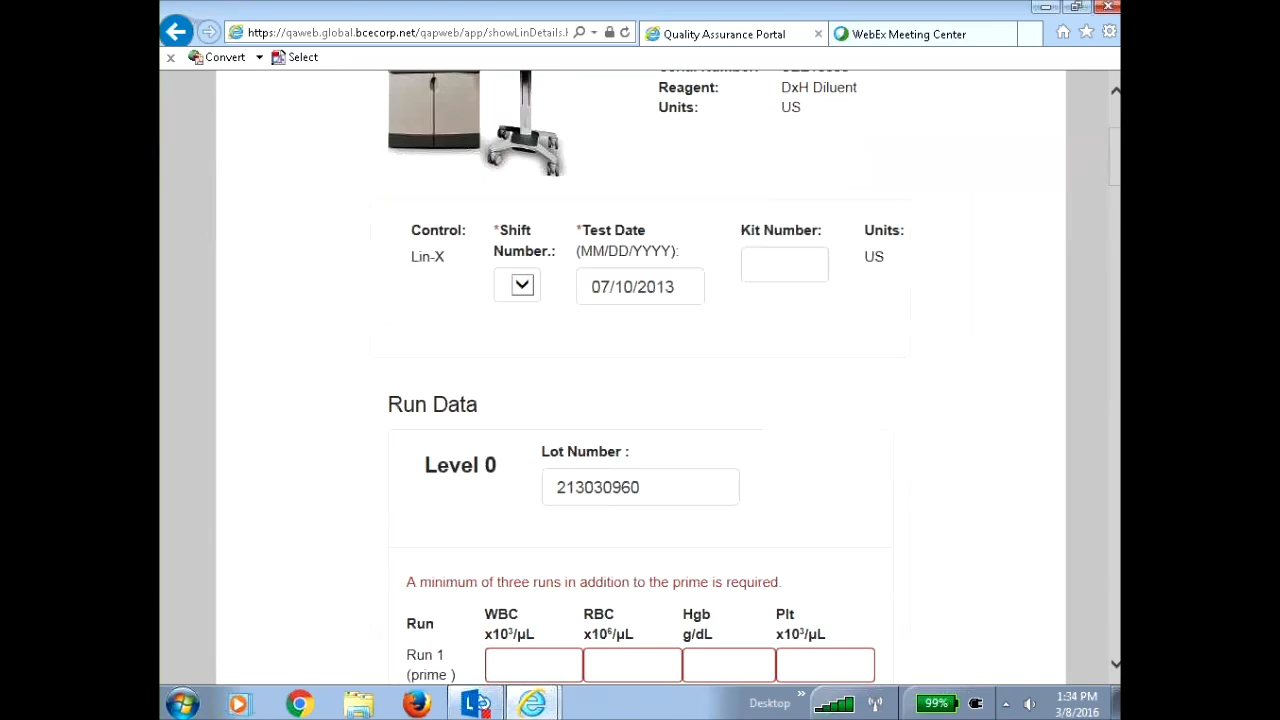 https://qaweb.global.bcecorp.net/qapweb/app/showLinDetails.
Quality Assurance Portal
WebEx Meeting Center
x Convert Select
Reagent: DxH Diluent
Units: US
Control: *Shift *Test Date Kit Number: Units:
Number.: (MM/DD/YYYY):
Lin-X US
07/10/2013
Run Data
Level 0
Lot Number :
213030960
A minimum of three runs in addition to the prime is required.
Run WBC RBC Hgb Plt
x10³/µL x10⁶/µL g/dL x10³/µL
Run 1
(prime )
Desktop » 99% 1:34 PM
3/8/2016